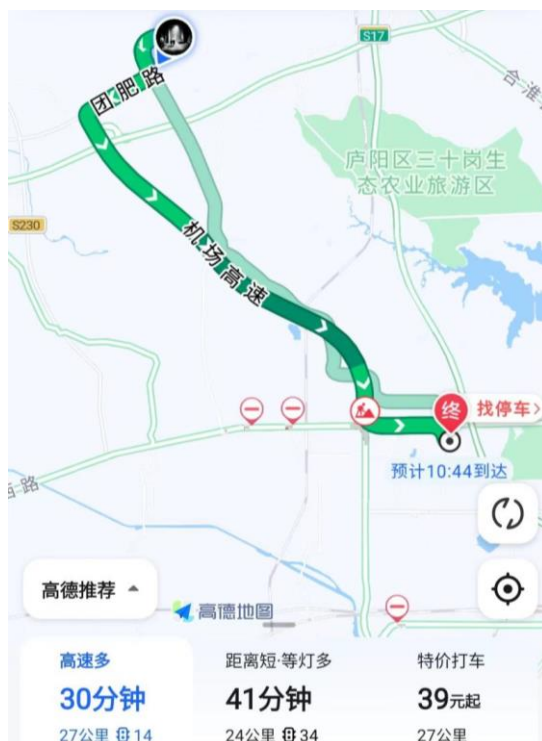 S17
合淮
团肥路
庐阳区三十岗生
态农业旅游区
S230
机场高速
终
找停车
预计10:44到达
西路
高德推荐
高德地图
高速多
30分钟
27公里 14
距离短·等灯多
41分钟
24公里 34
特价打车
39元起
27公里